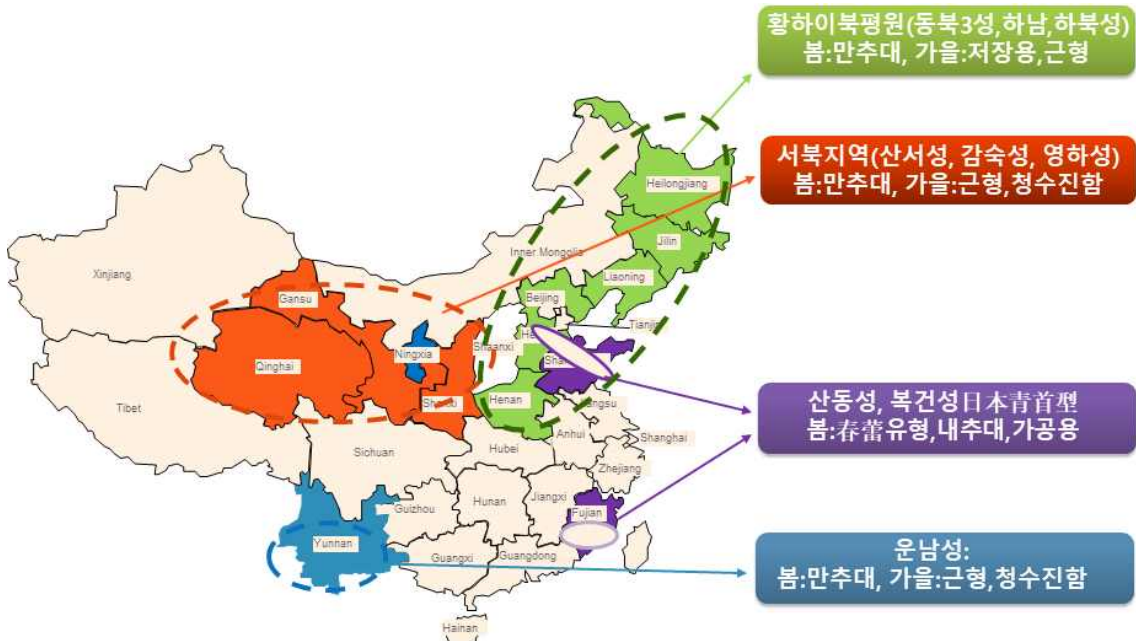 황하이북평원(동북3성,하남,하북성)
봄:만추대, 가을:저장용,근형
서북지역(산서성, 감숙성, 영하성)
봄:만추대, 가을:근형,청수진함
Heilongjiang
Jilin
Inner Mongolia
Liaoning
Xinjiang
Beijing
Gansu
Tianjin
He
Shaanxi
Ningxia
Sha
Qinghai
Henan
산동성, 복건성日本青首型
봄:春蕾유형,내추대,가공용
Tibet
ngsu
Anhui
Shanghai
Hubei
Siohuan
Zhejiang
Hunan
Jiangxi
Guizhou
Fujian
Yunnan
Guangxi
Guangdong
운남성:
봄:만추대, 가을:근형,청수진함
Hainan